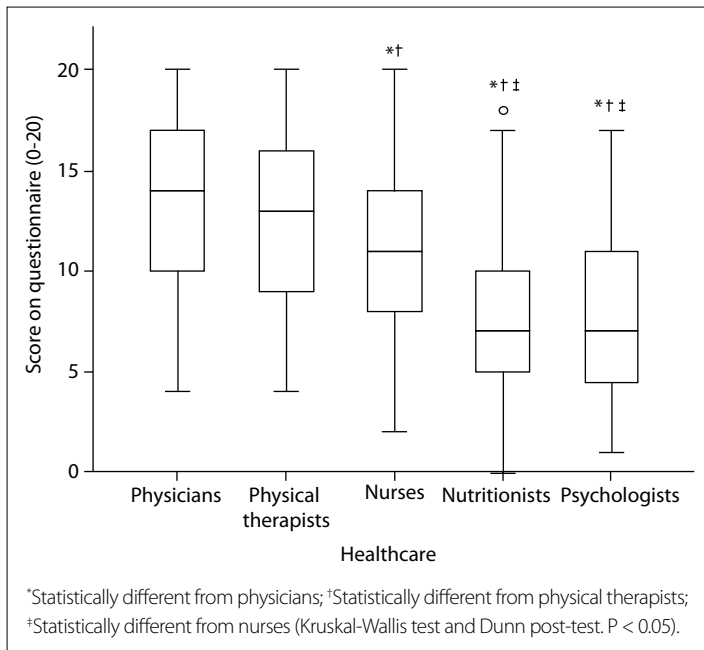 *†
*†‡
*†‡
20
15
10
5
0
Score on questionnaire (0-20)
Physicians
Physical
therapists
Nurses
Nutritionists
Psychologists
Healthcare
*Statistically different from physicians; †Statistically different from physical therapists;
‡Statistically different from nurses (Kruskal-Wallis test and Dunn post-test. P < 0.05).